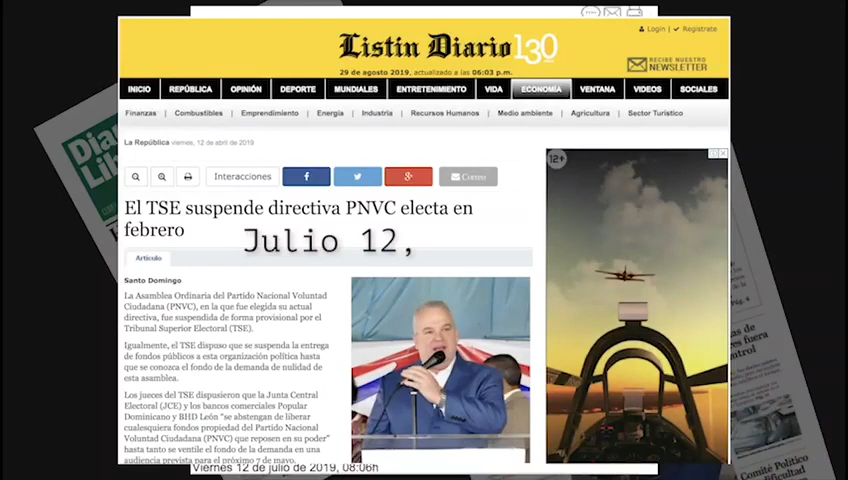 Listin Diario 130
Login | Registrate
RECIBE NUESTRO
NEWSLETTER
29 de agosto 2019, actualizado a las 06:03 p.m.
INICIO REPÚBLICA OPINIÓN DEPORTE MUNDIALES ENTRETENIMIENTO VIDA ECONOMÍA VENTANA VIDEOS SOCIALES
Finanzas | Combustibles | Emprendimiento | Energía | Industria | Recursos Humanos | Medio ambiente | Agricultura | Sector Turístico
La República viernes, 12 de abril de 2019
Interacciones
Correo
El TSE suspende directiva PNVC electa en
febrero
Julio 12,
Artículo
Santo Domingo
La Asamblea Ordinaria del Partido Nacional Voluntad
Ciudadana (PNVC), en la que fue elegida su actual
directiva, fue suspendida de forma provisional por el
Tribunal Superior Electoral (TSE).
Igualmente, el TSE dispuso que se suspenda la entrega
de fondos públicos a esta organización política hasta
que se conozca el fondo de la demanda de nulidad de
esta asamblea.
Los jueces del TSE dispusieron que la Junta Central
Electoral (JCE) y los bancos comerciales Popular
Dominicano y BHD León "se abstengan de liberar
cualesquiera fondos propiedad del Partido Nacional
Voluntad Ciudadana (PNVC) que reposen en su poder"
hasta tanto se ventile el fondo de la demanda en una
audiencia prevista para el próximo 7 de mayo.
Viernes 12 de julio de 2019, 08:06h
12+
Comité Político